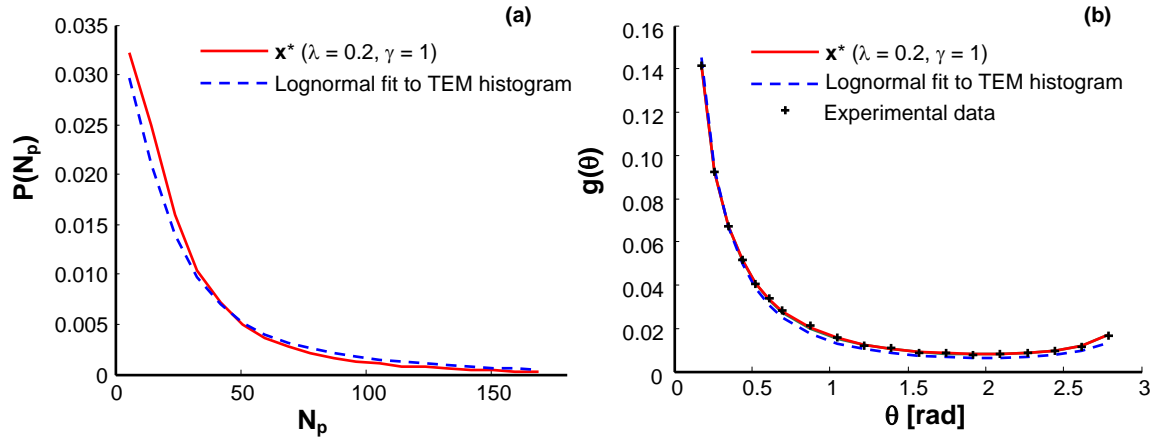 (a)
x* (λ = 0.2, γ = 1)
Lognormal fit to TEM histogram
P(Np)
0.035
0.030
0.025
0.020
0.015
0.010
0.005
0
0 50 100 150
Np
(b)
x* (λ = 0.2, γ = 1)
Lognormal fit to TEM histogram
Experimental data
g(θ)
0.16
0.14
0.12
0.10
0.08
0.06
0.04
0.02
0
0 0.5 1 1.5 2 2.5 3
θ [rad]